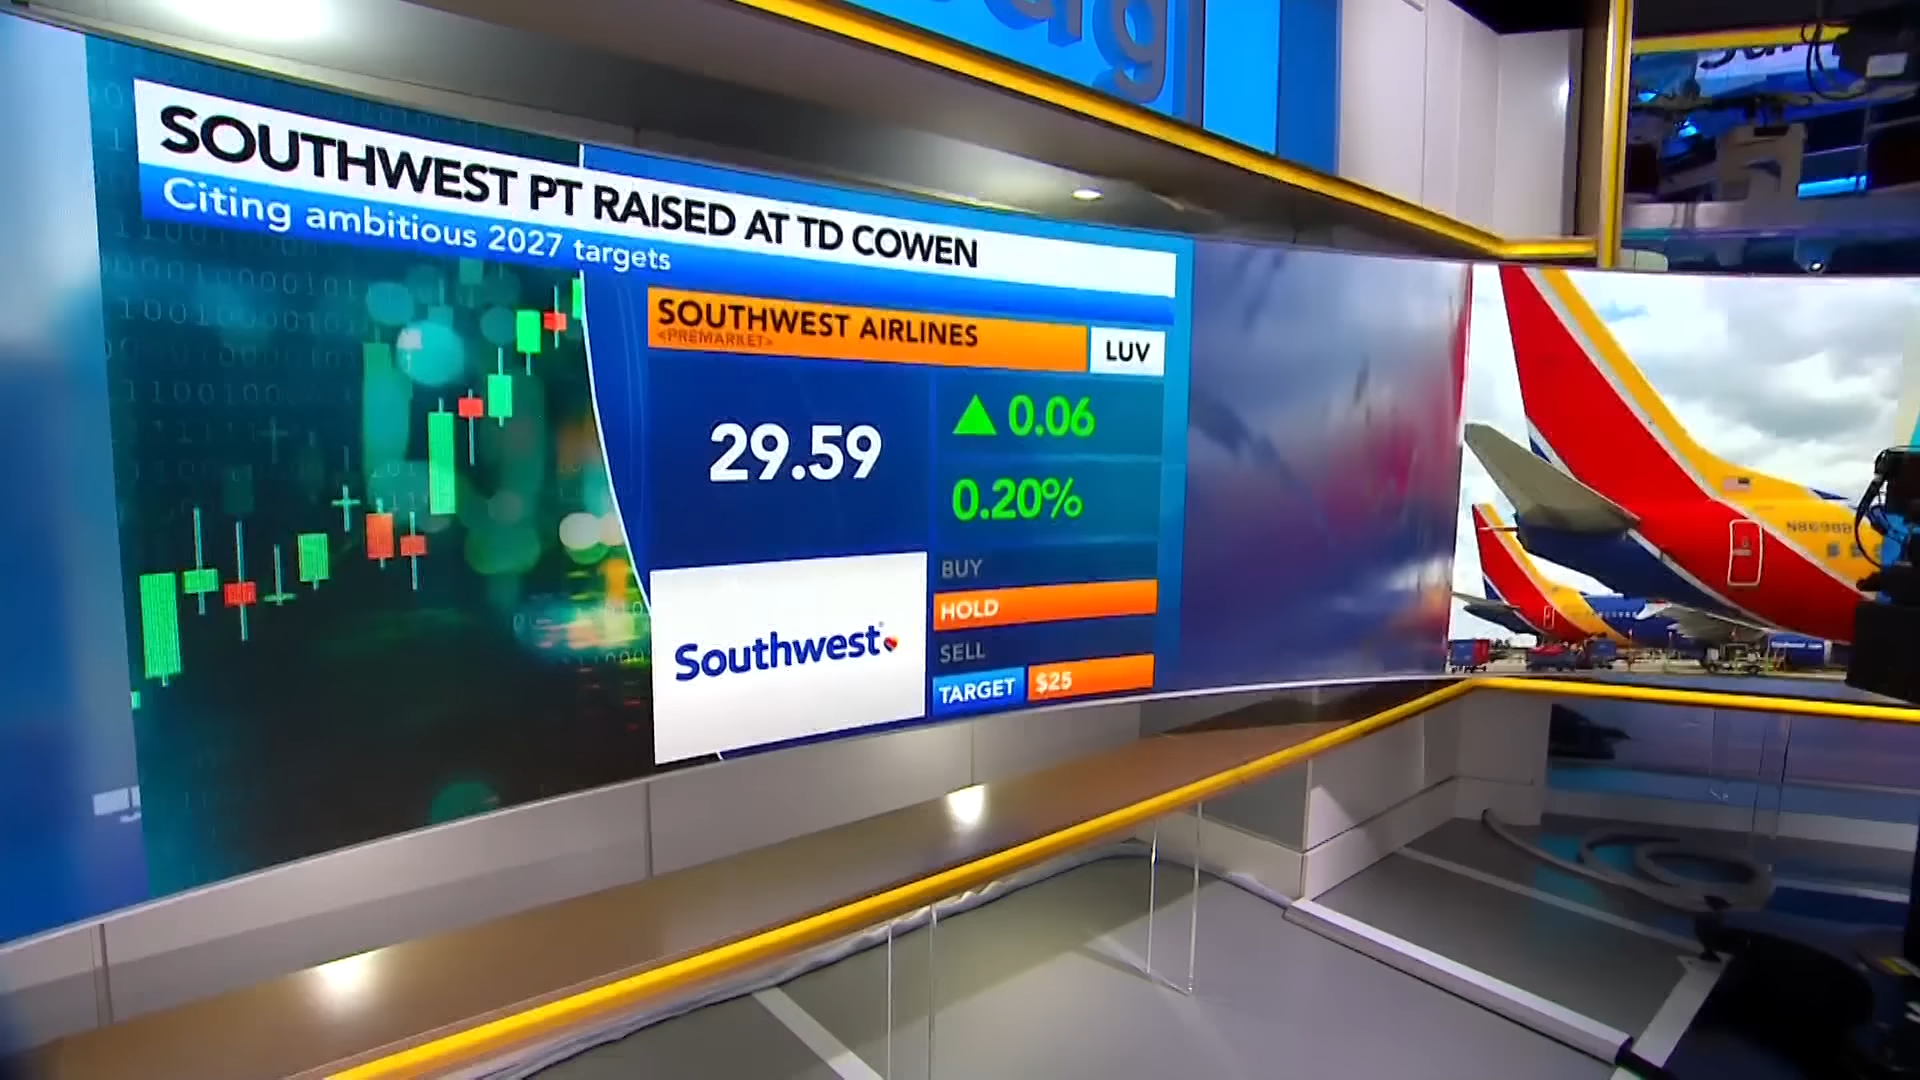 SOUTHWEST PT RAISED AT TD COWEN
Citing ambitious 2027 targets
SOUTHWEST AIRLINES
<PREMARKET>
LUV
29.59
▲ 0.06
0.20%
BUY
HOLD
SELL
TARGET $25
Southwest